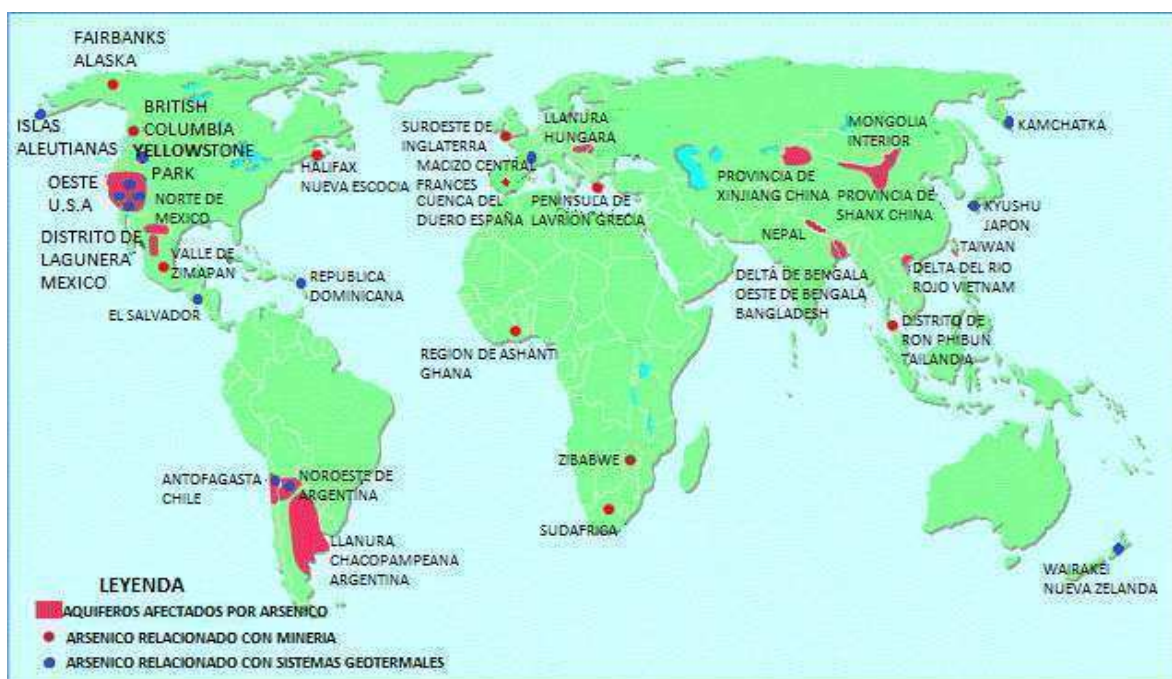 FAIRBANKS
ALASKA
ISLAS
ALEUTIANAS
BRITISH
COLUMBIA
YELLOWSTONE
PARK
OESTE
U.S.A
NORTE DE
MEXICO
HALIFAX
NUEVA ESCOCIA
DISTRITO DE
LAGUNERA
MEXICO
VALLE DE
ZIMAPAN
EL SALVADOR
REPUBLICA
DOMINICANA
SUROESTE DE
INGLATERRA
MACIZO CENTRAL
FRANCES
CUENCA DEL
DUERO ESPAÑA
LLANURA
HUNGARA
PENINSULA DE
LAVRION GRECIA
PROVINCIA DE
XINJIANG CHINA
MONGOLIA
INTERIOR
PROVINCIA DE
SHANX CHINA
KAMCHATKA
KYUSHU
JAPON
NEPAL
TAIWAN
DELTA DE BENGALA
OESTE DE BENGALA
BANGLADESH
DELTA DEL RIO
ROJO VIETNAM
DISTRITO DE
RON PHIBUN
TAILANDIA
REGION DE ASHANTI
GHANA
ZIBABWE
SUDAFRICA
ANTOFAGASTA
CHILE
NOROESTE DE
ARGENTINA
LLANURA
CHACOPAMPEANA
ARGENTINA
WAIRAKEI
NUEVA ZELANDA
LEYENDA
AQUIFEROS AFECTADOS POR ARSENICO
ARSENICO RELACIONADO CON MINERIA
ARSENICO RELACIONADO CON SISTEMAS GEOTERMALES